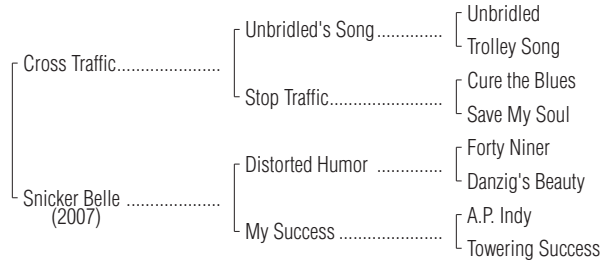 Unbridled
Unbridled's Song..............
Trolley Song
Cross Traffic.....................
Cure the Blues
Stop Traffic.......................
Save My Soul
Forty Niner
Distorted Humor ..............
Danzig's Beauty
Snicker Belle ...................
(2007)
A.P. Indy
My Success .....................
Towering Success